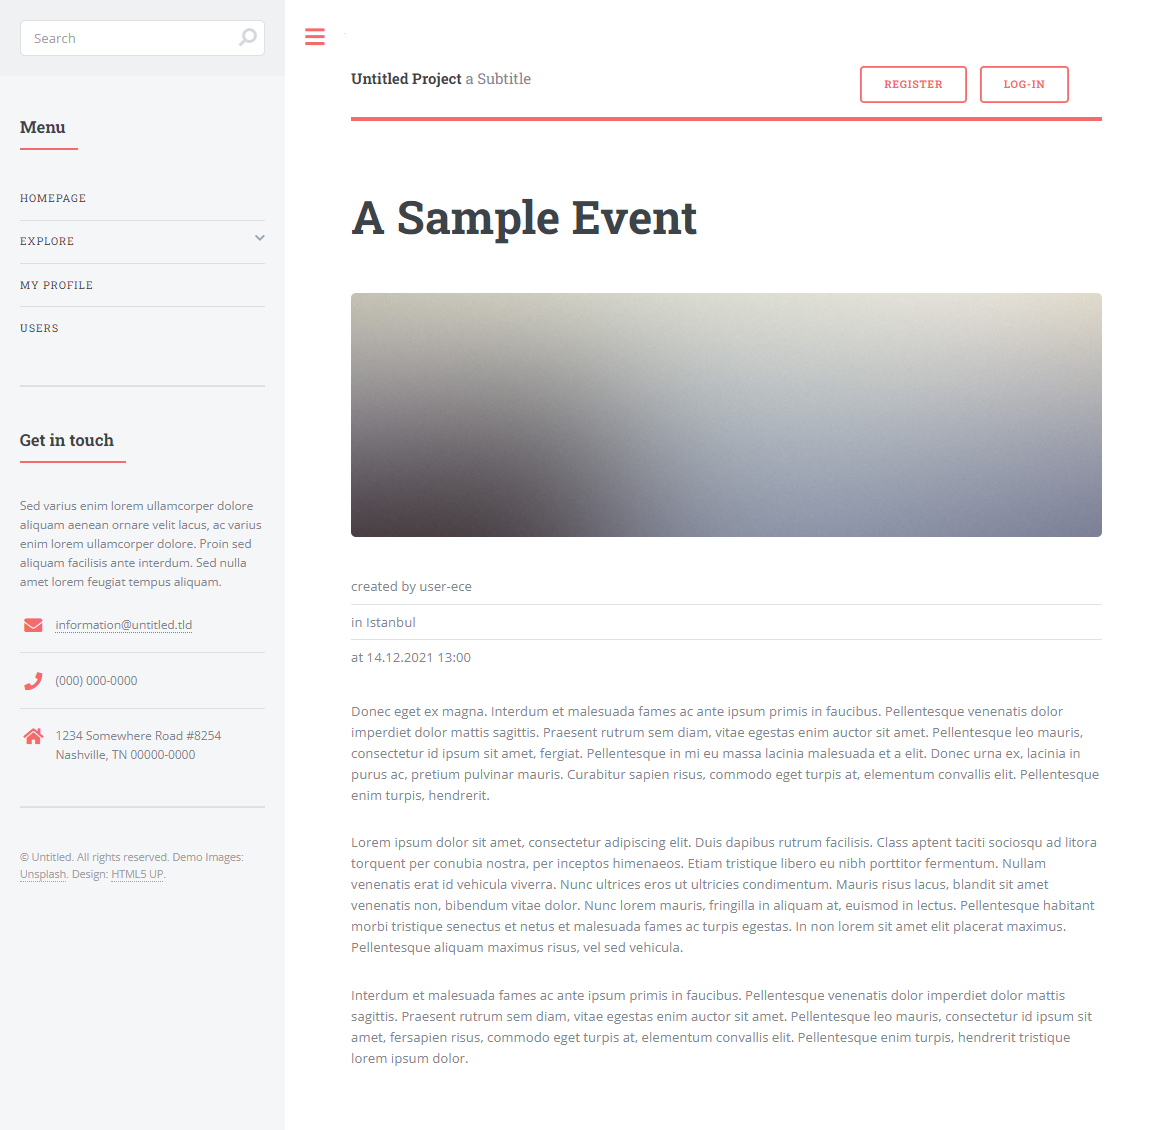 Search
Menu
HOMEPAGE
EXPLORE
MY PROFILE
USERS
Get in touch
Sed varius enim lorem ullamcorper dolore
aliquam aenean ornare velit lacus, ac varius
enim lorem ullamcorper dolore. Proin sed
aliquam facilisis ante interdum. Sed nulla
amet lorem feugiat tempus aliquam.
information@untitled.tld
(000) 000-0000
1234 Somewhere Road #8254
Nashville, TN 00000-0000
© Untitled. All rights reserved. Demo Images:
Unsplash. Design: HTML5 UP.
Untitled Project a Subtitle
REGISTER
LOG-IN
A Sample Event
created by user-ece
in Istanbul
at 14.12.2021 13:00
Donec eget ex magna. Interdum et malesuada fames ac ante ipsum primis in faucibus. Pellentesque venenatis dolor
imperdiet dolor mattis sagittis. Praesent rutrum sem diam, vitae egestas enim auctor sit amet. Pellentesque leo mauris,
consectetur id ipsum sit amet, fergiat. Pellentesque in mi eu massa lacinia malesuada et a elit. Donec urna ex, lacinia in
purus ac, pretium pulvinar mauris. Curabitur sapien risus, commodo eget turpis at, elementum convallis elit. Pellentesque
enim turpis, hendrerit.
Lorem ipsum dolor sit amet, consectetur adipiscing elit. Duis dapibus rutrum facilisis. Class aptent taciti sociosqu ad litora
torquent per conubia nostra, per inceptos himenaeos. Etiam tristique libero eu nibh porttitor fermentum. Nullam
venenatis erat id vehicula viverra. Nunc ultrices eros ut ultricies condimentum. Mauris risus lacus, blandit sit amet
venenatis non, bibendum vitae dolor. Nunc lorem mauris, fringilla in aliquam at, euismod in lectus. Pellentesque habitant
morbi tristique senectus et netus et malesuada fames ac turpis egestas. In non lorem sit amet elit placerat maximus.
Pellentesque aliquam maximus risus, vel sed vehicula.
Interdum et malesuada fames ac ante ipsum primis in faucibus. Pellentesque venenatis dolor imperdiet dolor mattis
sagittis. Praesent rutrum sem diam, vitae egestas enim auctor sit amet. Pellentesque leo mauris, consectetur id ipsum sit
amet, fersapien risus, commodo eget turpis at, elementum convallis elit. Pellentesque enim turpis, hendrerit tristique
lorem ipsum dolor.